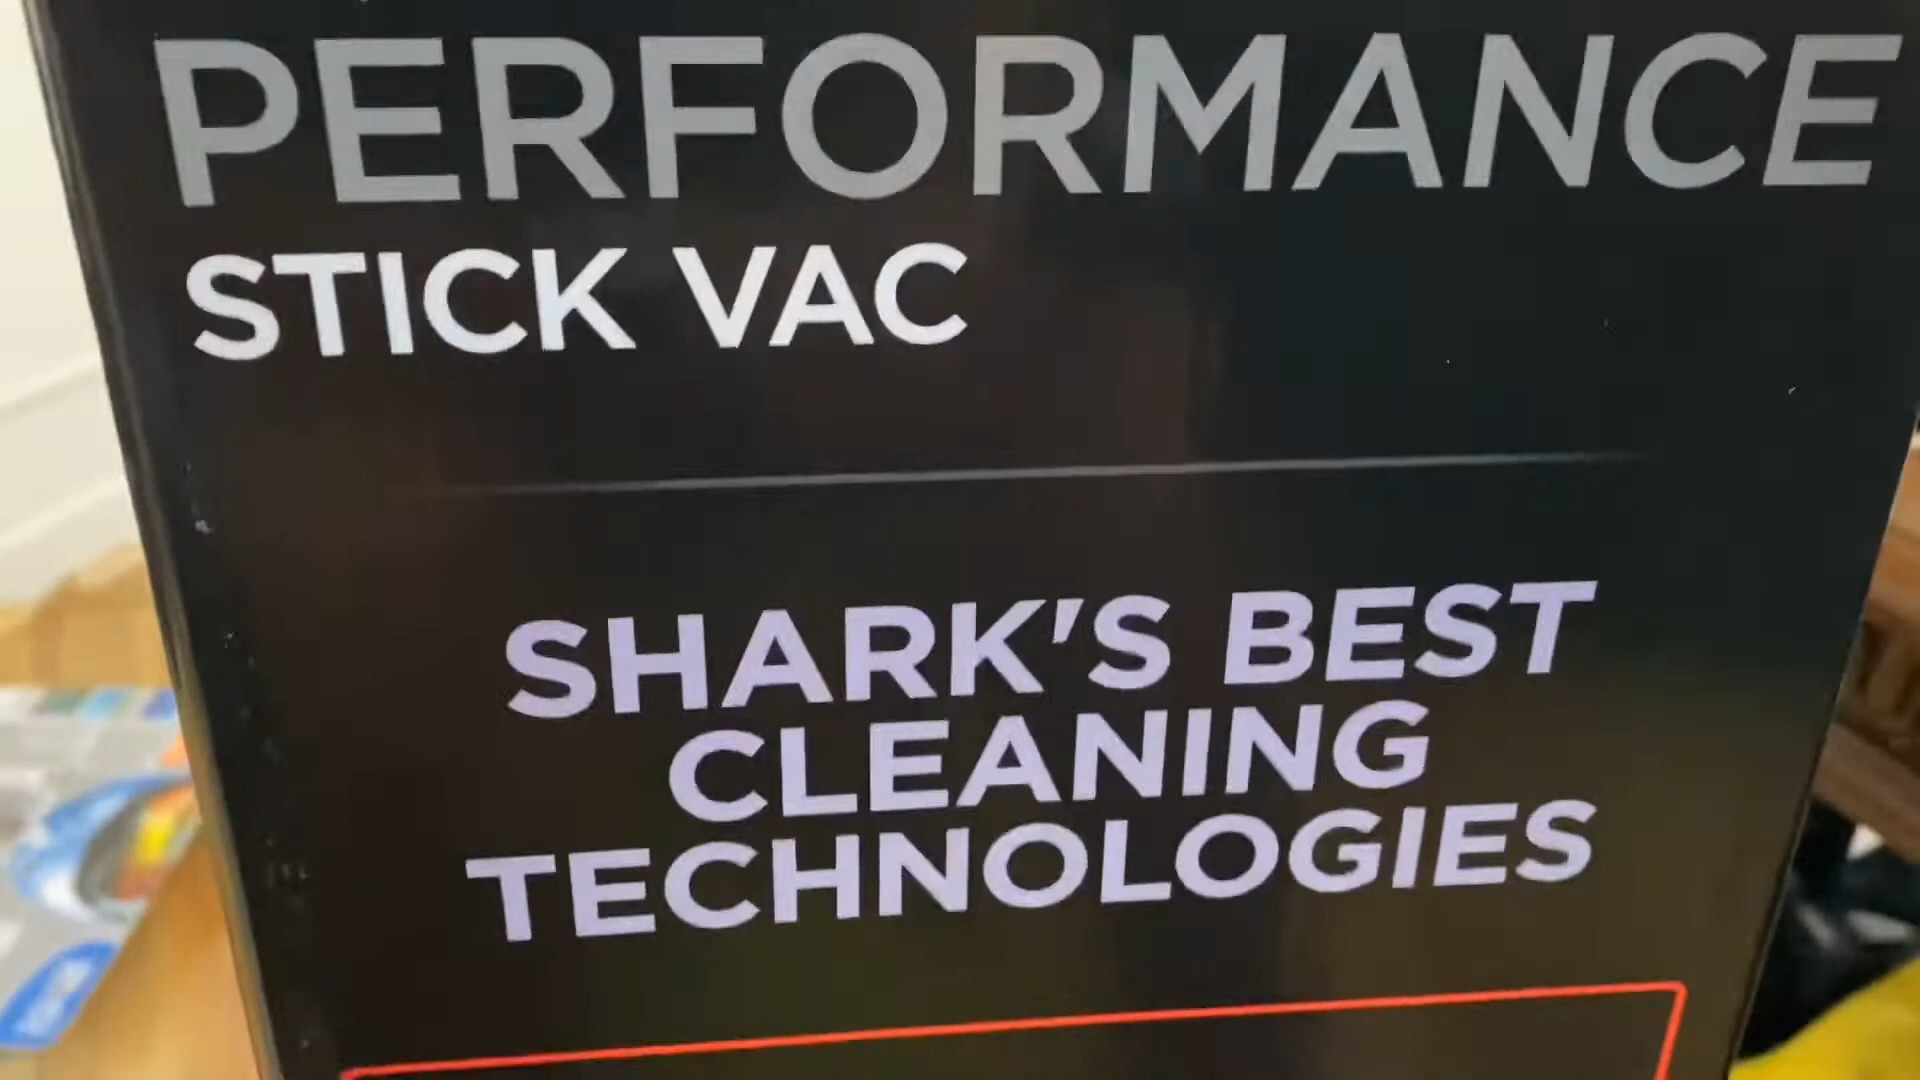 PERFORMANCE
STICK VAC
SHARK'S BEST
CLEANING
TECHNOLOGIES